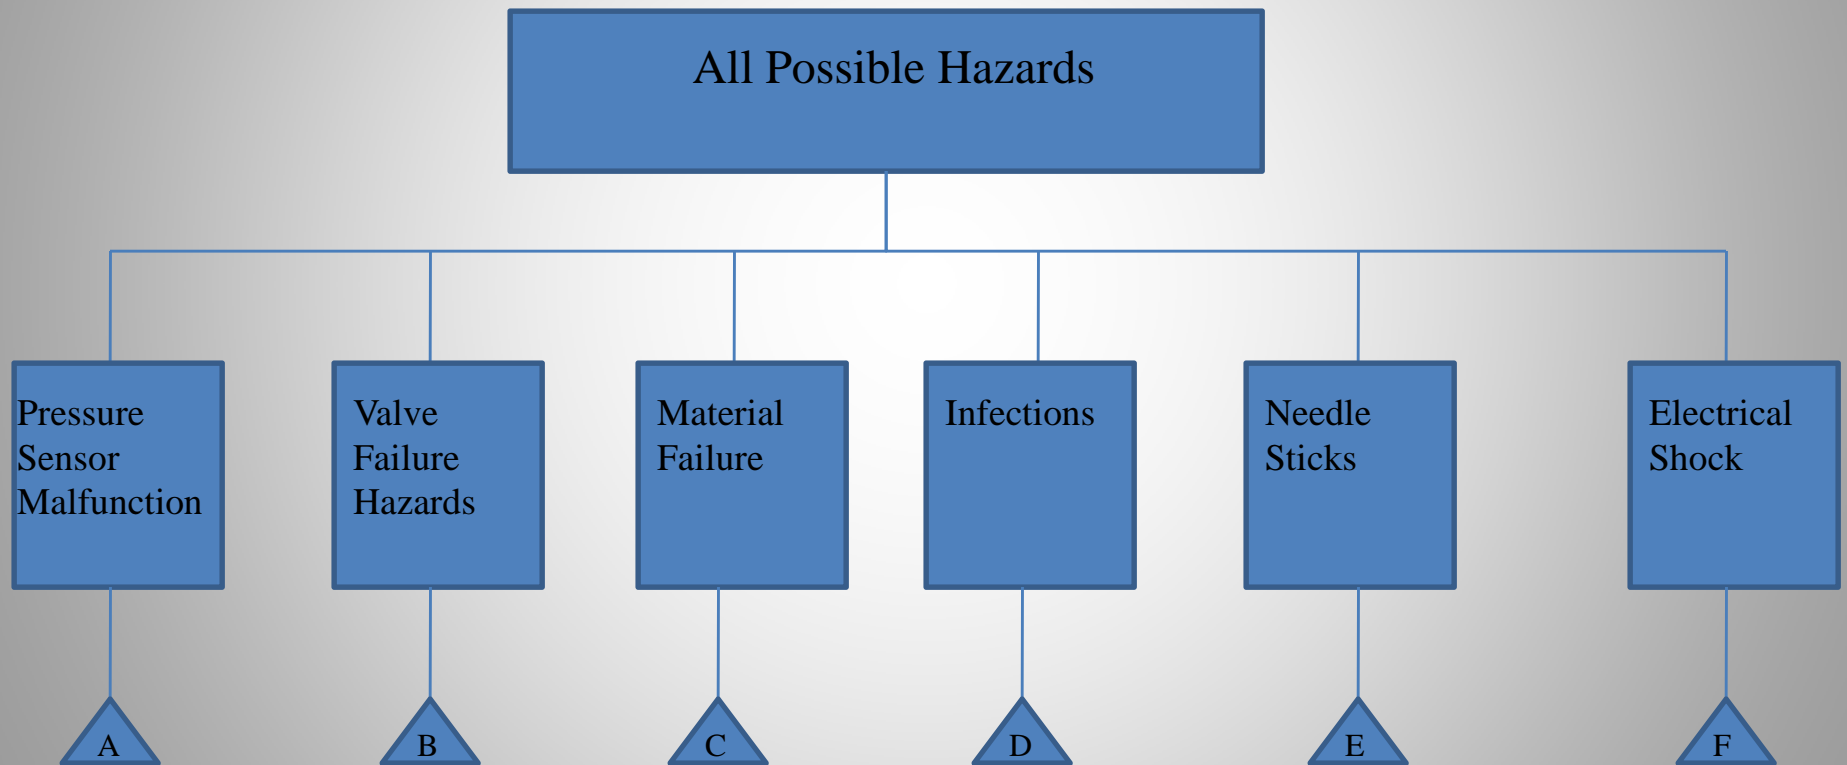 All Possible Hazards
Pressure
Sensor
Malfunction
Valve
Failure
Hazards
Material
Failure
Infections
Needle
Sticks
Electrical
Shock
A
B
C
D
E
F